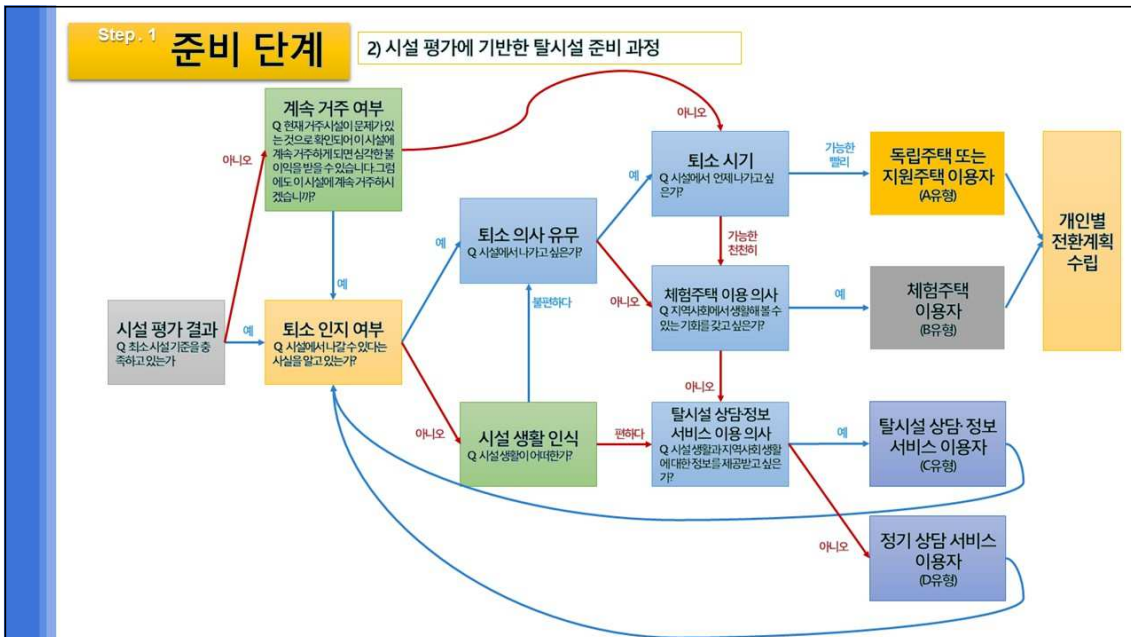 Step. 1
준비 단계
2) 시설 평가에 기반한 탈시설 준비 과정
계속 거주 여부
Q. 현재 거주시설이 문제가 있
는 것으로 확인되어 이 시설에
계속 거주하게 되면 심각한 불
이익을 받을 수 있습니다. 그럼
에도 이 시설에 계속 거주하시
겠습니까?
아니오
예
시설 평가 결과
Q. 최소 시설 기준을 충
족하고 있는가
예
퇴소 인지 여부
Q. 시설에서 나갈 수 있다는
사실을 알고 있는가?
예
아니오
퇴소 의사 유무
Q. 시설에서 나가고 싶은가?
불편하다
시설 생활 인식
Q. 시설 생활이 어떠한가?
예
아니오
편하다
아니오
퇴소 시기
Q. 시설에서 언제 나가고 싶
은가?
가능한
천천히
체험주택 이용 의사
Q. 지역사회에서 생활해 볼 수
있는 기회를 갖고 싶은가?
아니오
탈시설 상담·정보
서비스 이용 의사
Q. 시설 생활과 지역사회 생활
에 대한 정보를 제공받고 싶은
가?
가능한
빨리
예
예
아니오
독립주택 또는
지원주택 이용자
(A유형)
체험주택
이용자
(B유형)
탈시설 상담·정보
서비스 이용자
(C유형)
정기 상담 서비스
이용자
(D유형)
개인별
전환계획
수립